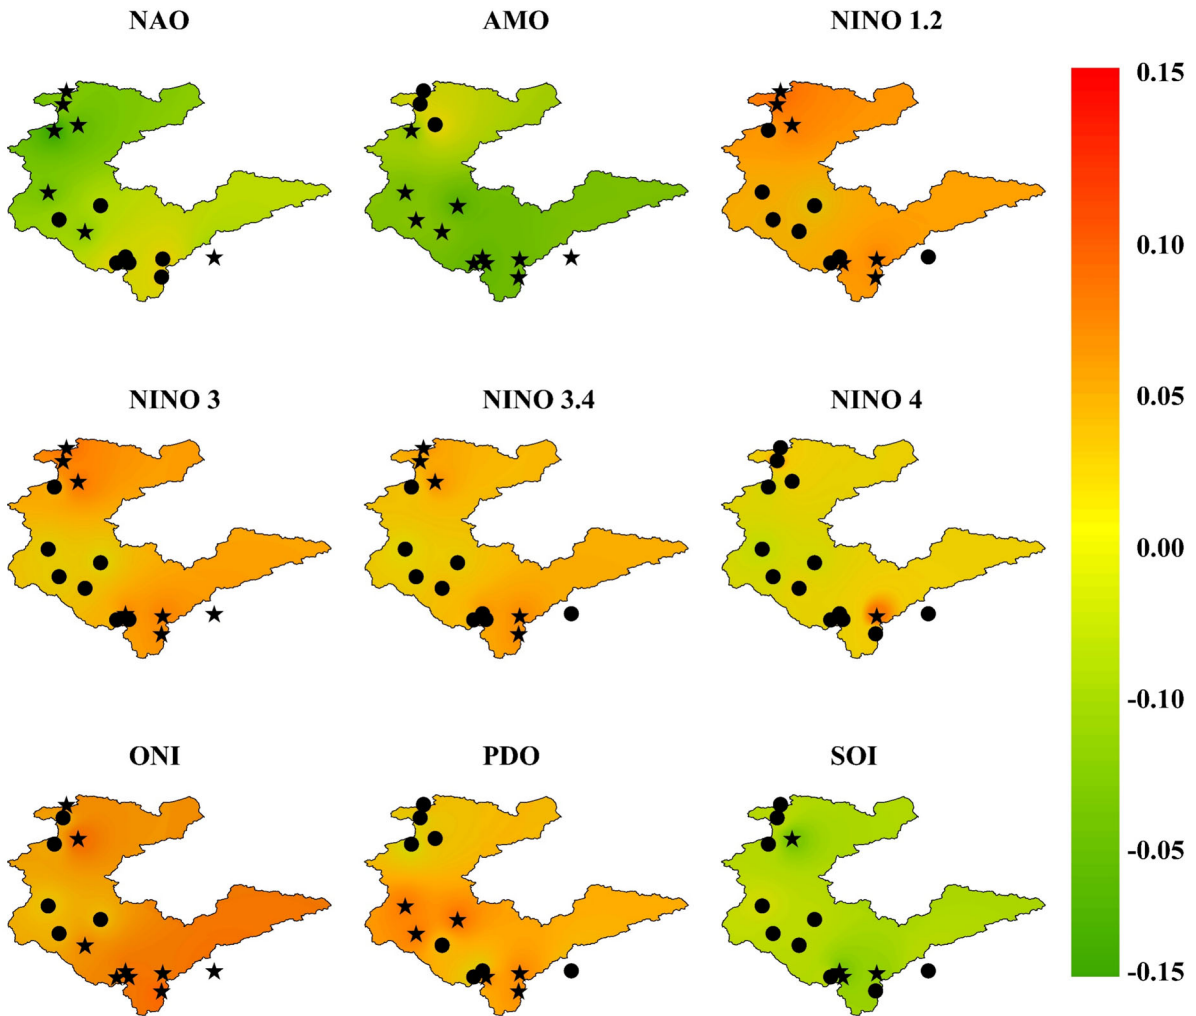 NAO AMO NINO 1.2
0.15
0.10
NINO 3 NINO 3.4 NINO 4
0.05
0.00
-0.10
ONI PDO SOI
-0.05
-0.15